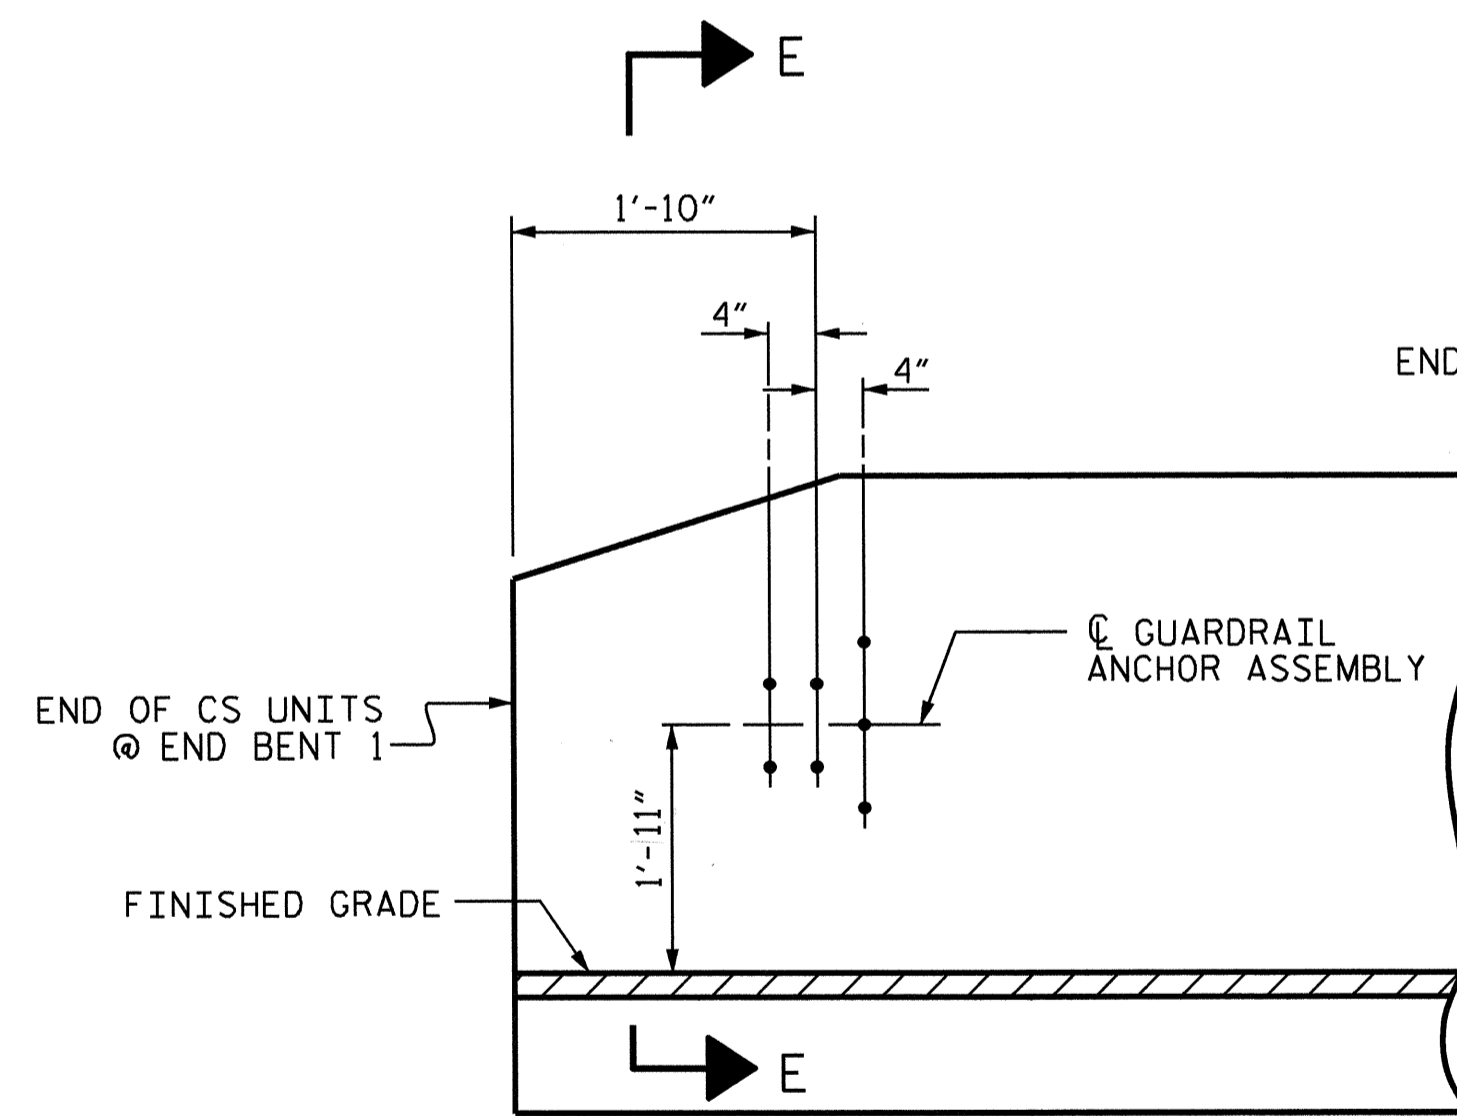 E
1'-10"
4"
4"
END
℄ GUARDRAIL
ANCHOR ASSEMBLY
END OF CS UNITS
@ END BENT 1
1'-11"
FINISHED GRADE
E